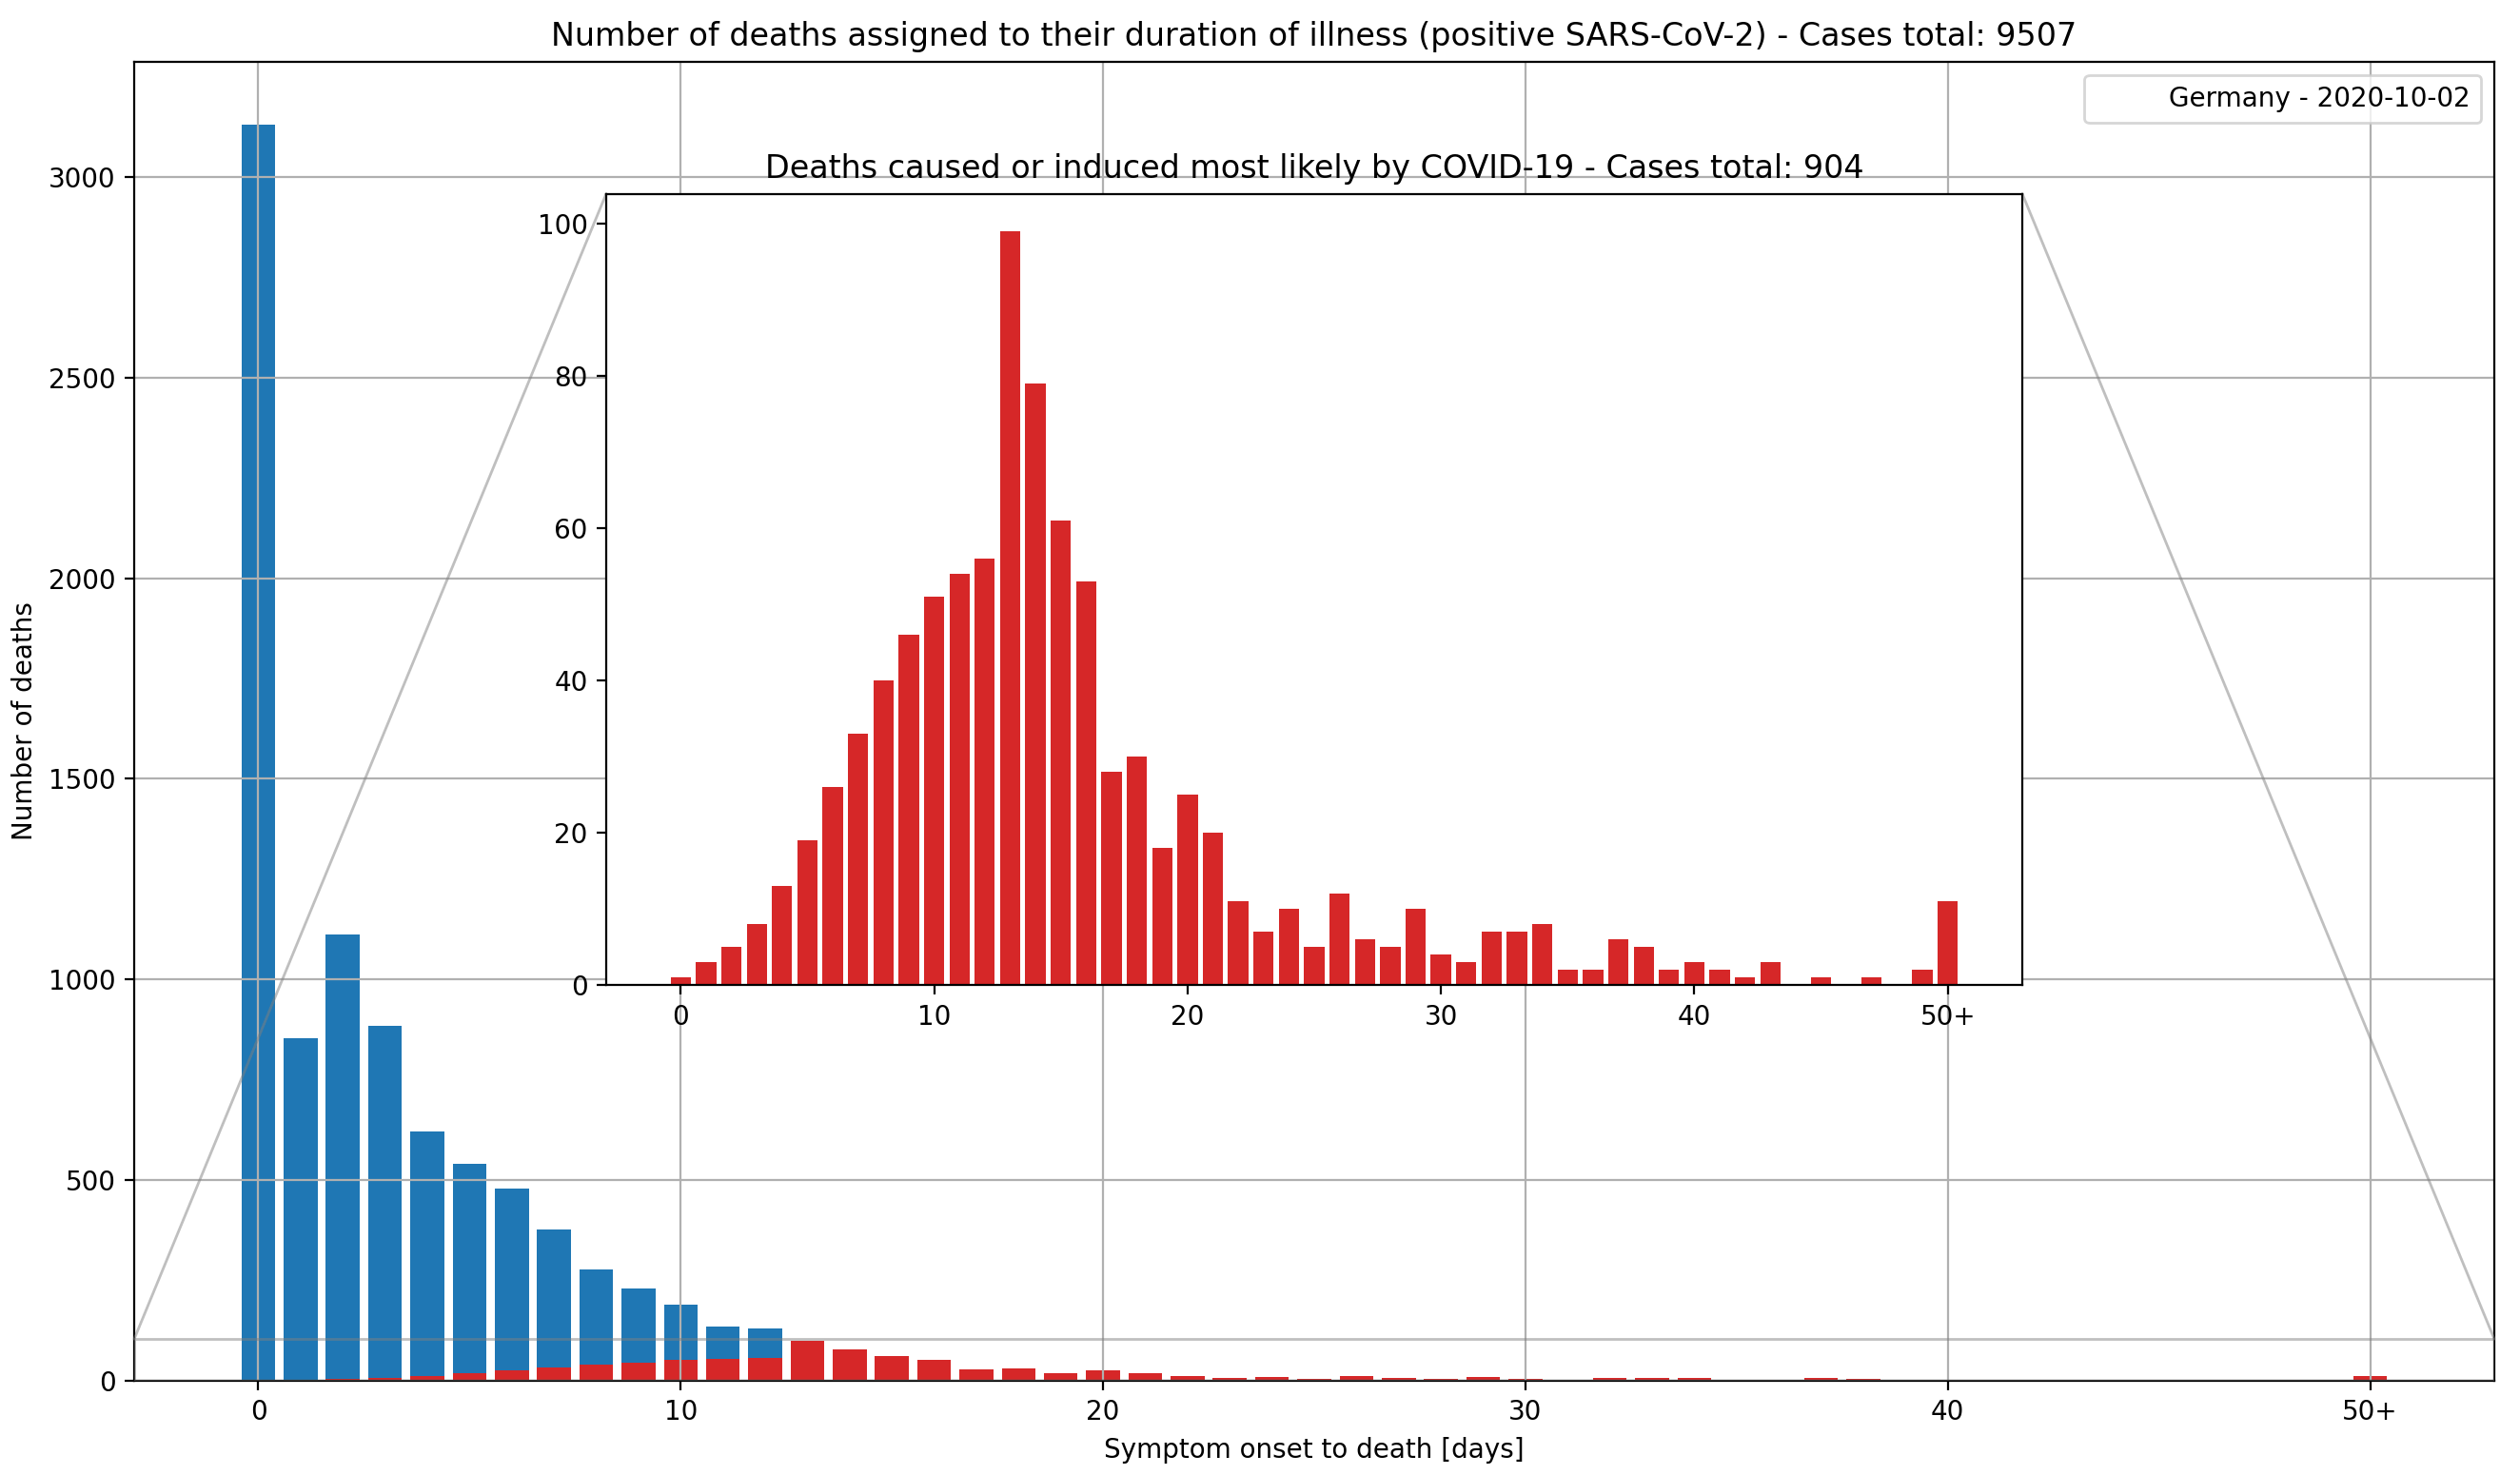 Number of deaths assigned to their duration of illness (positive SARS-CoV-2) - Cases total: 9507
Germany - 2020-10-02
Deaths caused or induced most likely by COVID-19 - Cases total: 904
100
80
60
40
20
0
0 10 20 30 40 50+
Number of deaths
3000
2500
2000
1500
1000
500
0
0 10 20 30 40 50+
Symptom onset to death [days]